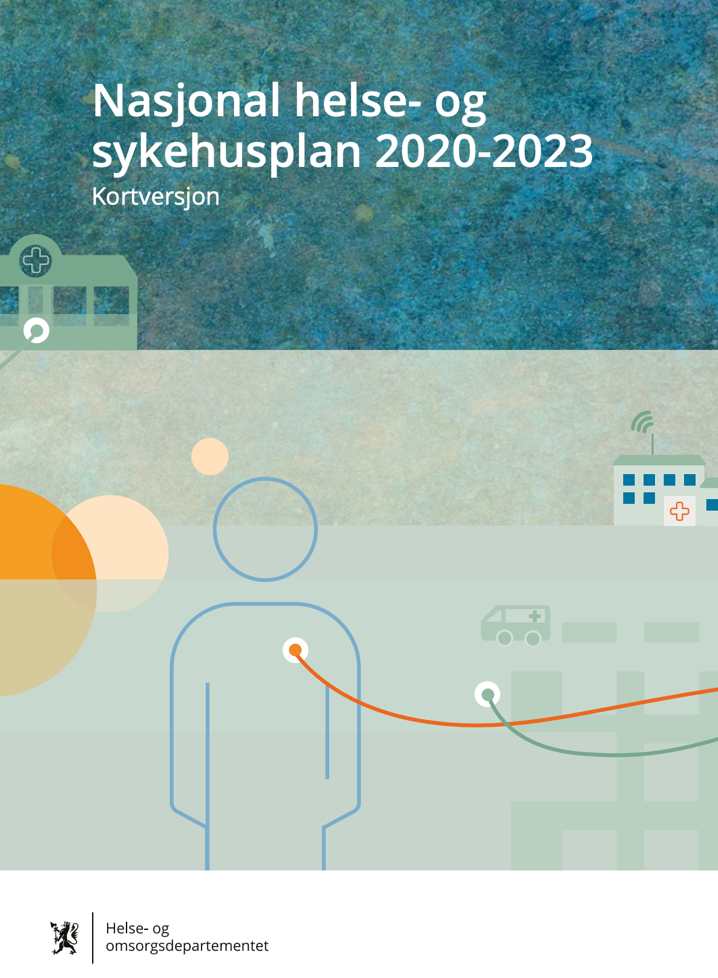 Nasjonal helse- og
sykehusplan 2020-2023
Kortversjon
Helse- og
omsorgsdepartementet